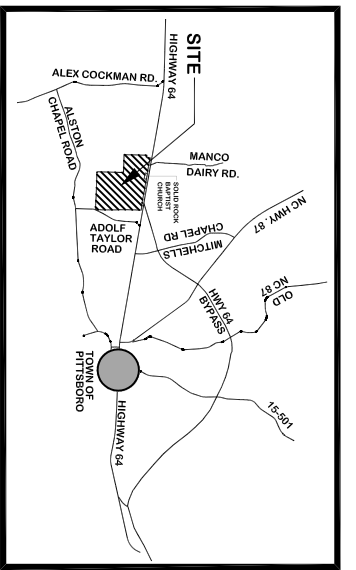 SITE
HIGHWAY 64
ALEX COCKMAN RD.
ALSTON
CHAPEL ROAD
MANCO
DAIRY RD.
SOLID ROCK
BAPTIST
CHURCH
NC HWY. 87
ADOLF
TAYLOR
ROAD
MITCHELLS
CHAPEL RD
HWY 64
BYPASS
OLD
NC 87
TOWN OF
PITTSBORO
HIGHWAY 64
15-501